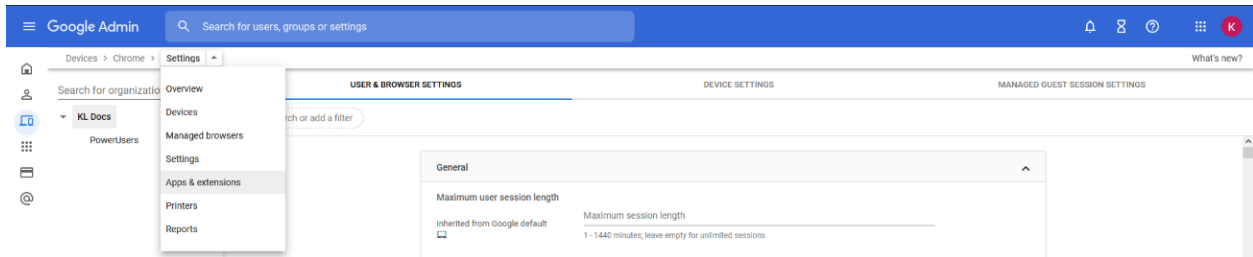 Google Admin
Search for users, groups or settings
K
Devices > Chrome > Settings
What's new?
Search for organizatio
KL Docs
PowerUsers
Overview
Devices
Managed browsers
Settings
Apps & extensions
Printers
Reports
USER & BROWSER SETTINGS
DEVICE SETTINGS
MANAGED GUEST SESSION SETTINGS
rch or add a filter
General
Maximum user session length
Inherited from Google default
Maximum session length
1 - 1440 minutes; leave empty for unlimited sessions